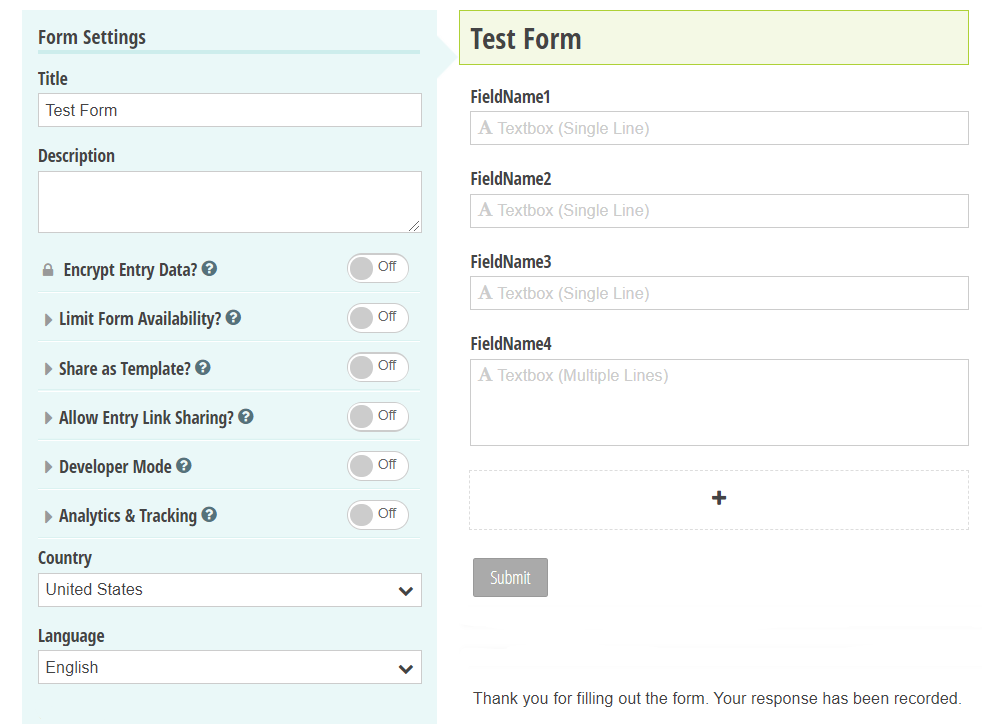 Form Settings
Title
Test Form
Description
Encrypt Entry Data?
Off
Limit Form Availability?
Off
Share as Template?
Off
Allow Entry Link Sharing?
Off
Developer Mode
Off
Analytics & Tracking
Off
Country
United States
Language
English
Test Form
FieldName1
A Textbox (Single Line)
FieldName2
A Textbox (Single Line)
FieldName3
A Textbox (Single Line)
FieldName4
A Textbox (Multiple Lines)
+
Submit
Thank you for filling out the form. Your response has been recorded.